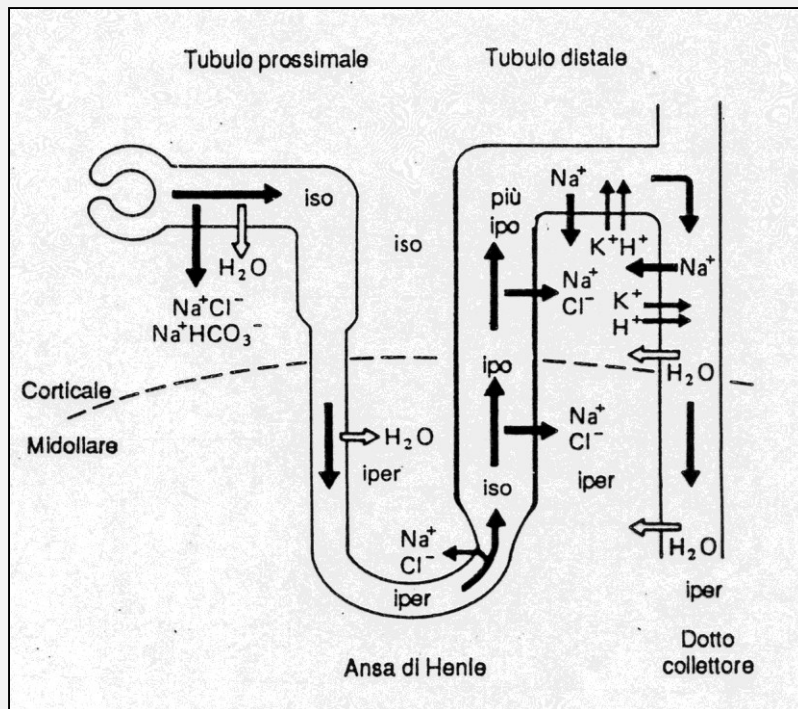 Tubulo prossimale
Tubulo distale
iso
H₂O
Na⁺Cl⁻
Na⁺HCO₃⁻
iso
più
ipo
Na⁺
K⁺H⁺
Na⁺
Cl⁻
Na⁺
K⁺
H⁺
H₂O
Corticale
Midollare
ipo
H₂O
iper
Na⁺
Cl⁻
iper
iso
Na⁺
Cl⁻
iper
H₂O
iper
Ansa di Henle
Dotto
collettore